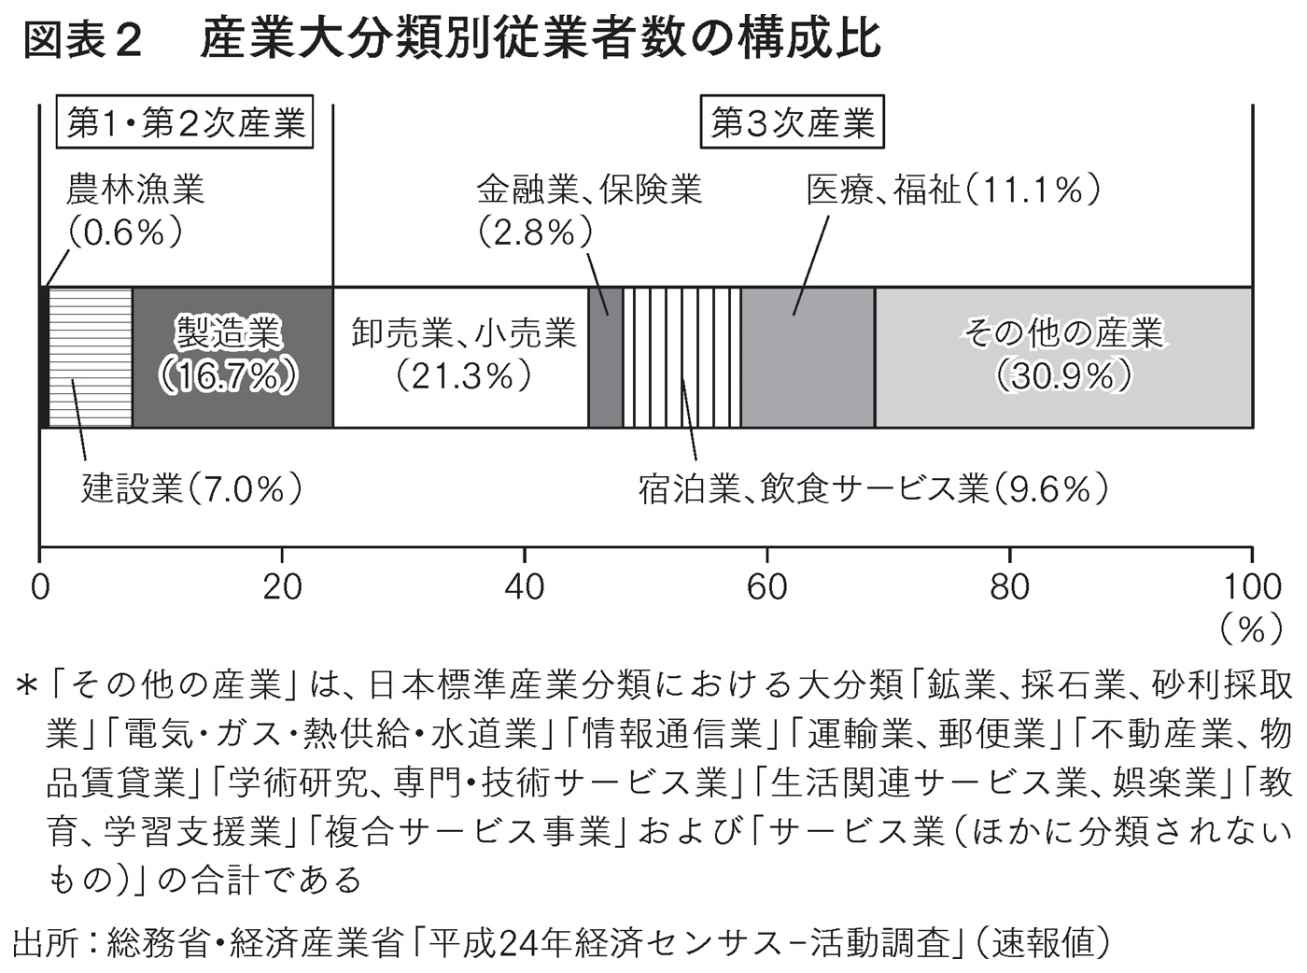 図表2 産業大分類別従業者数の構成比
第1・第2次産業
第3次産業
農林漁業
(0.6%)
金融業、保険業
(2.8%)
医療、福祉(11.1%)
製造業
(16.7%)
卸売業、小売業
(21.3%)
その他の産業
(30.9%)
建設業(7.0%)
宿泊業、飲食サービス業(9.6%)
0 20 40 60 80 100
(%)
＊「その他の産業」は、日本標準産業分類における大分類「鉱業、採石業、砂利採取
業」「電気・ガス・熱供給・水道業」「情報通信業」「運輸業、郵便業」「不動産業、物
品賃貸業」「学術研究、専門・技術サービス業」「生活関連サービス業、娯楽業」「教
育、学習支援業」「複合サービス事業」および「サービス業(ほかに分類されない
もの)」の合計である
出所：総務省・経済産業省「平成24年経済センサス−活動調査」(速報値)